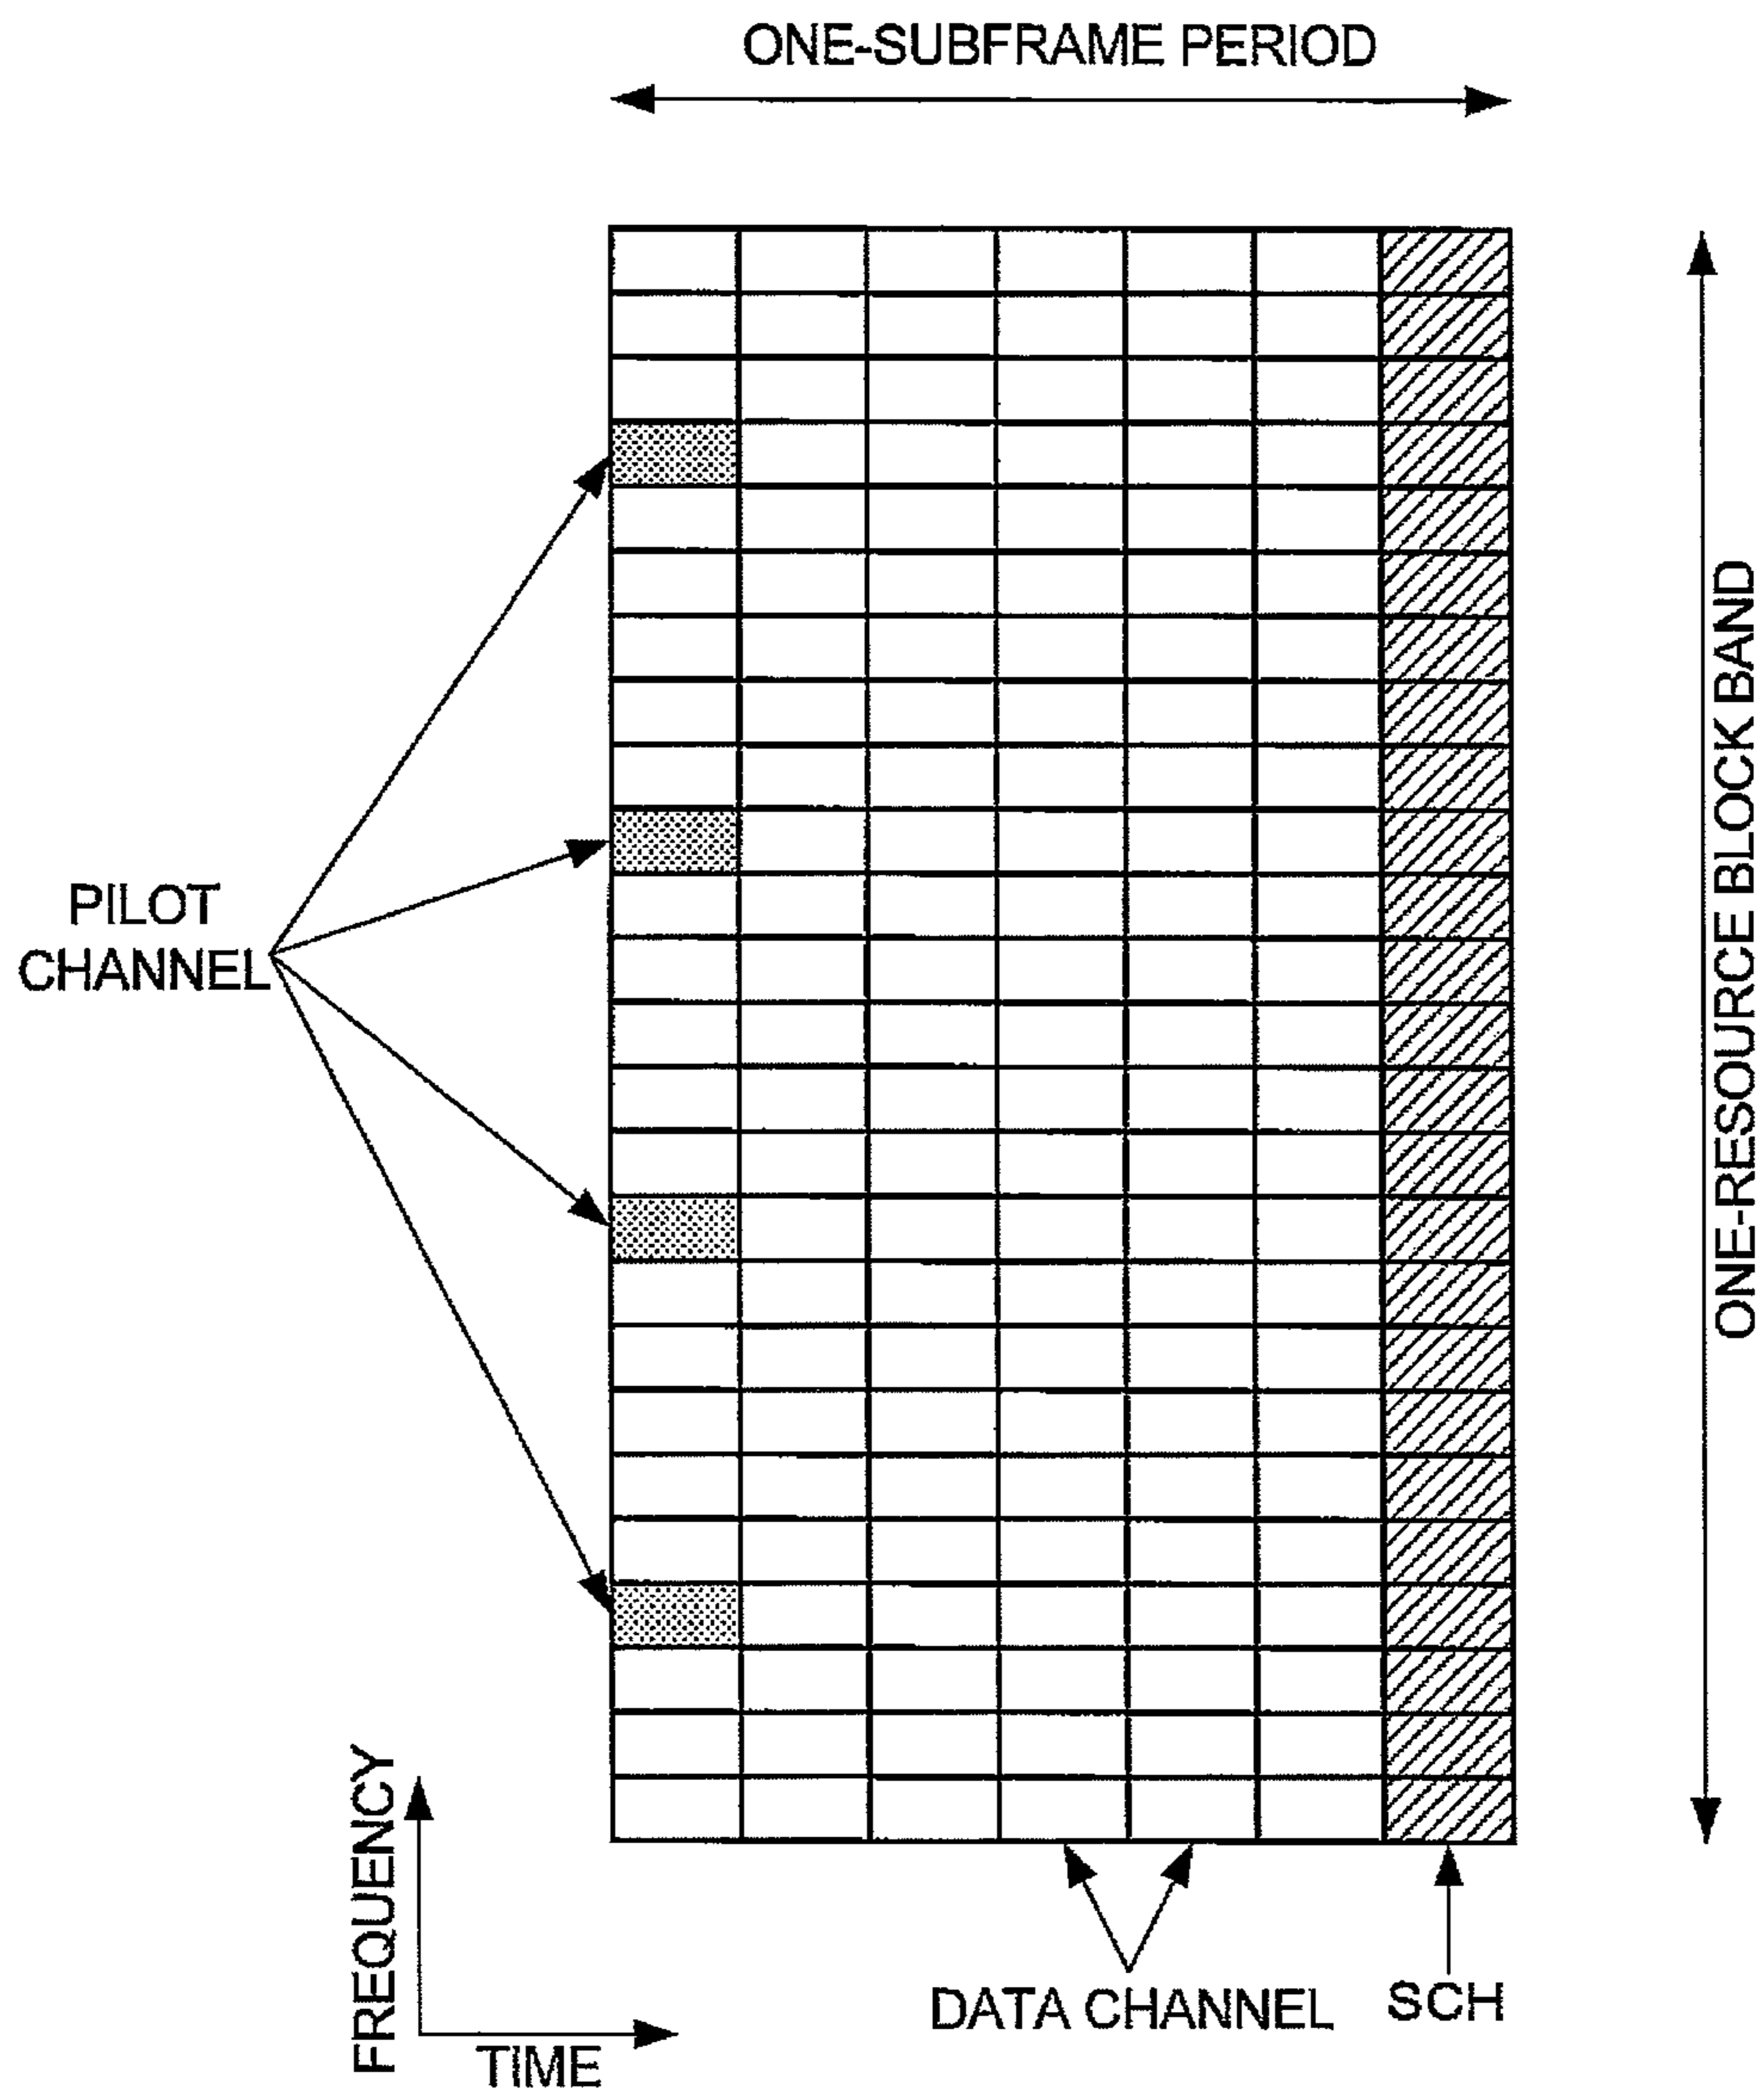 ONE-SUBFRAME PERIOD
ONE-RESOURCE BLOCK BAND
PILOT
CHANNEL
FREQUENCY
TIME
DATA CHANNEL
SCH